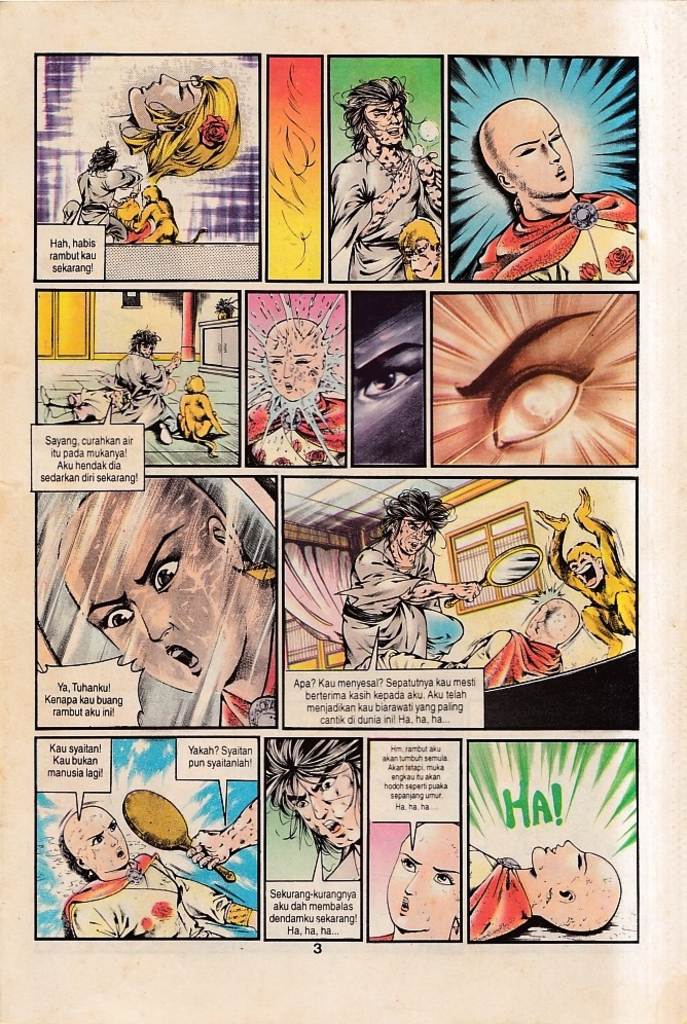 Hah, habis
rambut kau
sekarang!
Sayang, curahkan air
itu pada mukanya!
Aku hendak dia
sedarkan diri sekarang!
Ya, Tuhanku!
Kenapa kau buang
rambut aku ini!
Apa? Kau menyesal? Sepatutnya kau mesti
berterima kasih kepada aku. Aku telah
menjadikan kau biarawati yang paling
cantik di dunia ini! Ha, ha, ha...
Kau syaitan!
Kau bukan
manusia lagi!
Yakah? Syaitan
pun syaitanlah!
Sekurang-kurangnya
aku dah membalas
dendamku sekarang!
Ha, ha, ha...
Hm, rambut aku
akan tumbuh semula.
Akan tetapi, muka
engkau itu akan
hodoh seperti puaka
sepanjang umur.
Ha, ha, ha....
HA!
3